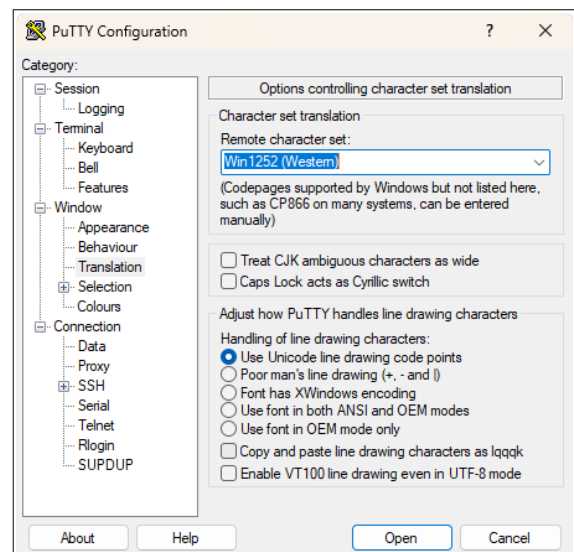 PuTTY Configuration
Category:
Session
Logging
Terminal
Keyboard
Bell
Features
Window
Appearance
Behaviour
Translation
Selection
Colours
Connection
Data
Proxy
SSH
Serial
Telnet
Rlogin
SUPDUP
Options controlling character set translation
Character set translation
Remote character set:
Win1252 (Western)
(Codepages supported by Windows but not listed here,
such as CP866 on many systems, can be entered
manually)
Treat CJK ambiguous characters as wide
Caps Lock acts as Cyrillic switch
Adjust how PuTTY handles line drawing characters
Handling of line drawing characters:
Use Unicode line drawing code points
Poor man's line drawing (+, - and |)
Font has XWindows encoding
Use font in both ANSI and OEM modes
Use font in OEM mode only
Copy and paste line drawing characters as lqqqk
Enable VT100 line drawing even in UTF-8 mode
About
Help
Open
Cancel